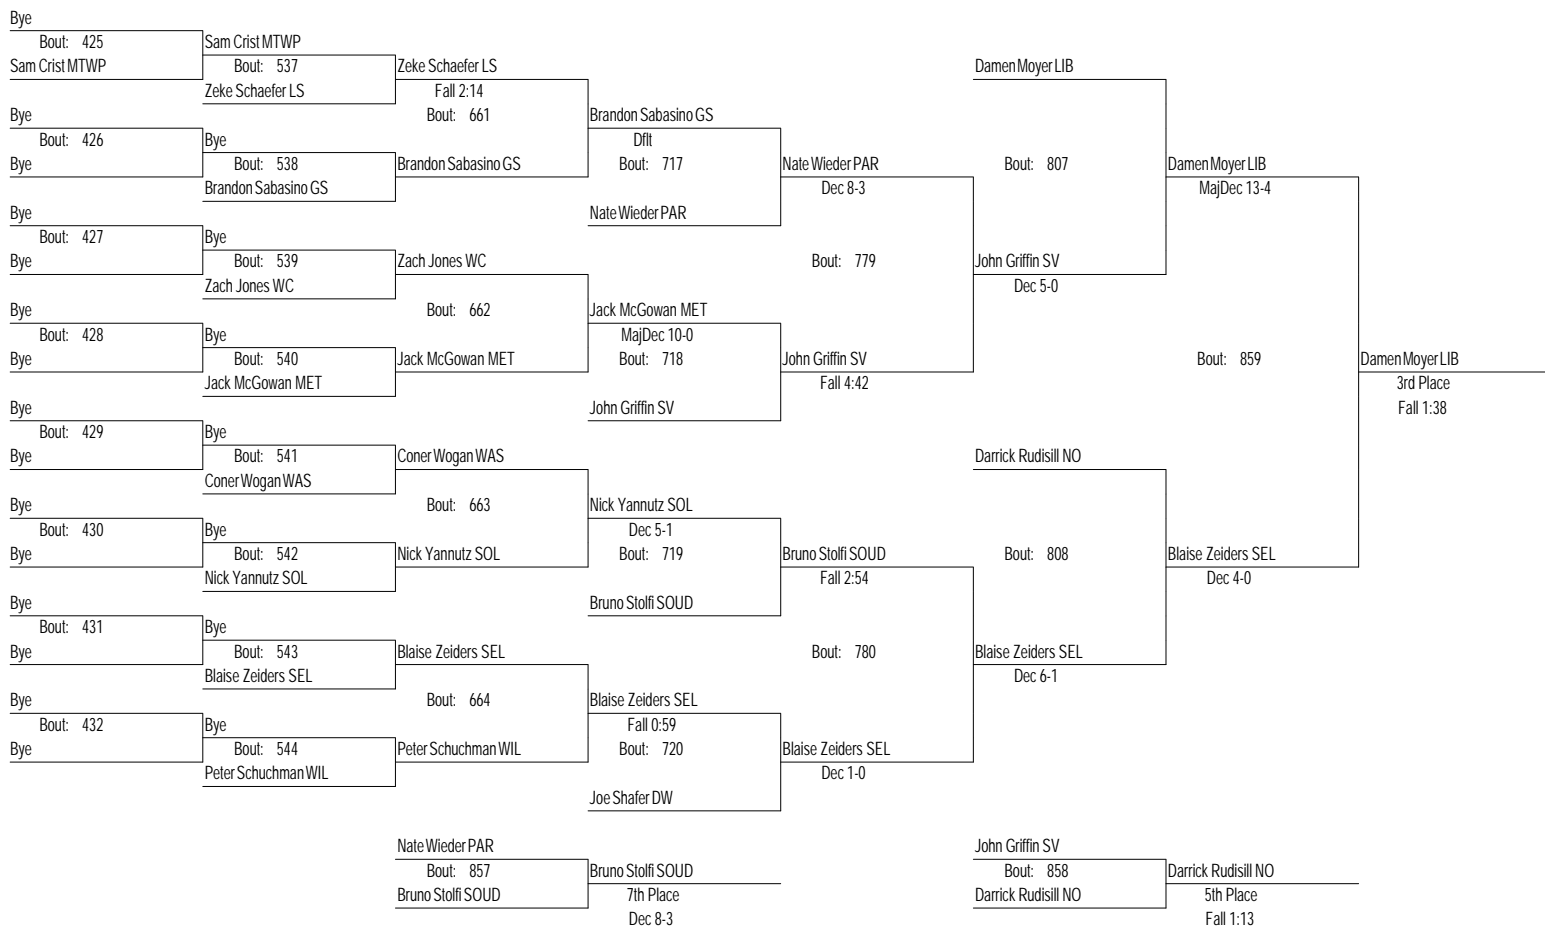 Bye
Bout: 425
Sam Crist MTWP
Sam Crist MTWP
Bout: 537
Zeke Schaefer LS
Zeke Schaefer LS
Fall 2:14
Bout: 661
Bye
Bout: 426
Bye
Bye
Bout: 538
Brandon Sabasino GS
Brandon Sabasino GS
Brandon Sabasino GS
Dflt
Bout: 717
Nate Wieder PAR
Nate Wieder PAR
Dec 8-3
Bye
Bout: 427
Bye
Bye
Bout: 539
Zach Jones WC
Zach Jones WC
Bout: 662
Bye
Bout: 428
Bye
Bye
Bout: 540
Jack McGowan MET
Jack McGowan MET
Jack McGowan MET
MajDec 10-0
Bout: 718
John Griffin SV
John Griffin SV
Fall 4:42
Bout: 779
John Griffin SV
Dec 5-0
Damen Moyer LIB
Bout: 807
Damen Moyer LIB
MajDec 13-4
Bye
Bout: 429
Bye
Bye
Bout: 541
Coner Wogan WAS
Coner Wogan WAS
Bout: 663
Bye
Bout: 430
Bye
Bye
Bout: 542
Nick Yannutz SOL
Nick Yannutz SOL
Nick Yannutz SOL
Dec 5-1
Bout: 719
Bruno Stolfi SOUD
Bruno Stolfi SOUD
Fall 2:54
Bye
Bout: 431
Bye
Bye
Bout: 543
Blaise Zeiders SEL
Blaise Zeiders SEL
Bout: 664
Bye
Bout: 432
Bye
Bye
Bout: 544
Peter Schuchman WIL
Peter Schuchman WIL
Blaise Zeiders SEL
Fall 0:59
Bout: 720
Joe Shafer DW
Blaise Zeiders SEL
Dec 1-0
Bout: 780
Blaise Zeiders SEL
Dec 6-1
Darrick Rudisill NO
Bout: 808
Blaise Zeiders SEL
Dec 4-0
Bout: 859
Damen Moyer LIB
3rd Place
Fall 1:38
Nate Wieder PAR
Bout: 857
Bruno Stolfi SOUD
Bruno Stolfi SOUD
7th Place
Dec 8-3
John Griffin SV
Bout: 858
Darrick Rudisill NO
Darrick Rudisill NO
5th Place
Fall 1:13